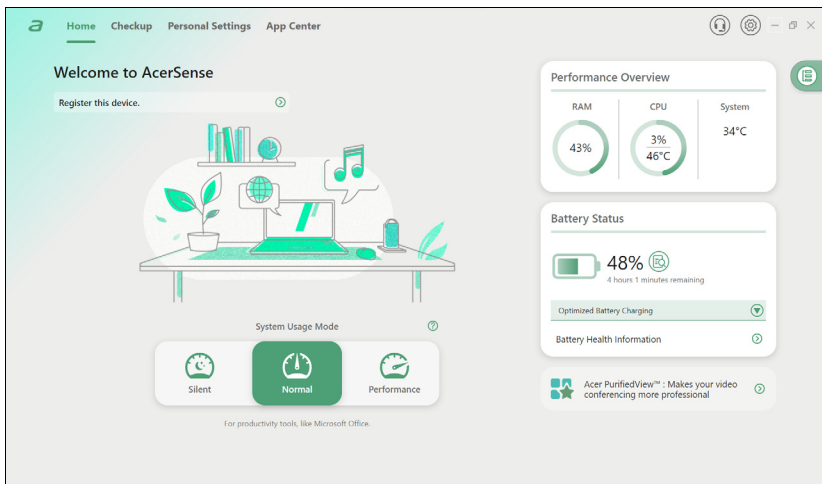 a
Home Checkup Personal Settings App Center
Welcome to AcerSense
Register this device.
System Usage Mode
Silent
Normal
Performance
For productivity tools, like Microsoft Office.
Performance Overview
RAM CPU System
43%
3%
46°C
34°C
Battery Status
48%
4 hours 1 minutes remaining
Optimized Battery Charging
Battery Health Information
Acer PurifiedView™ : Makes your video
conferencing more professional